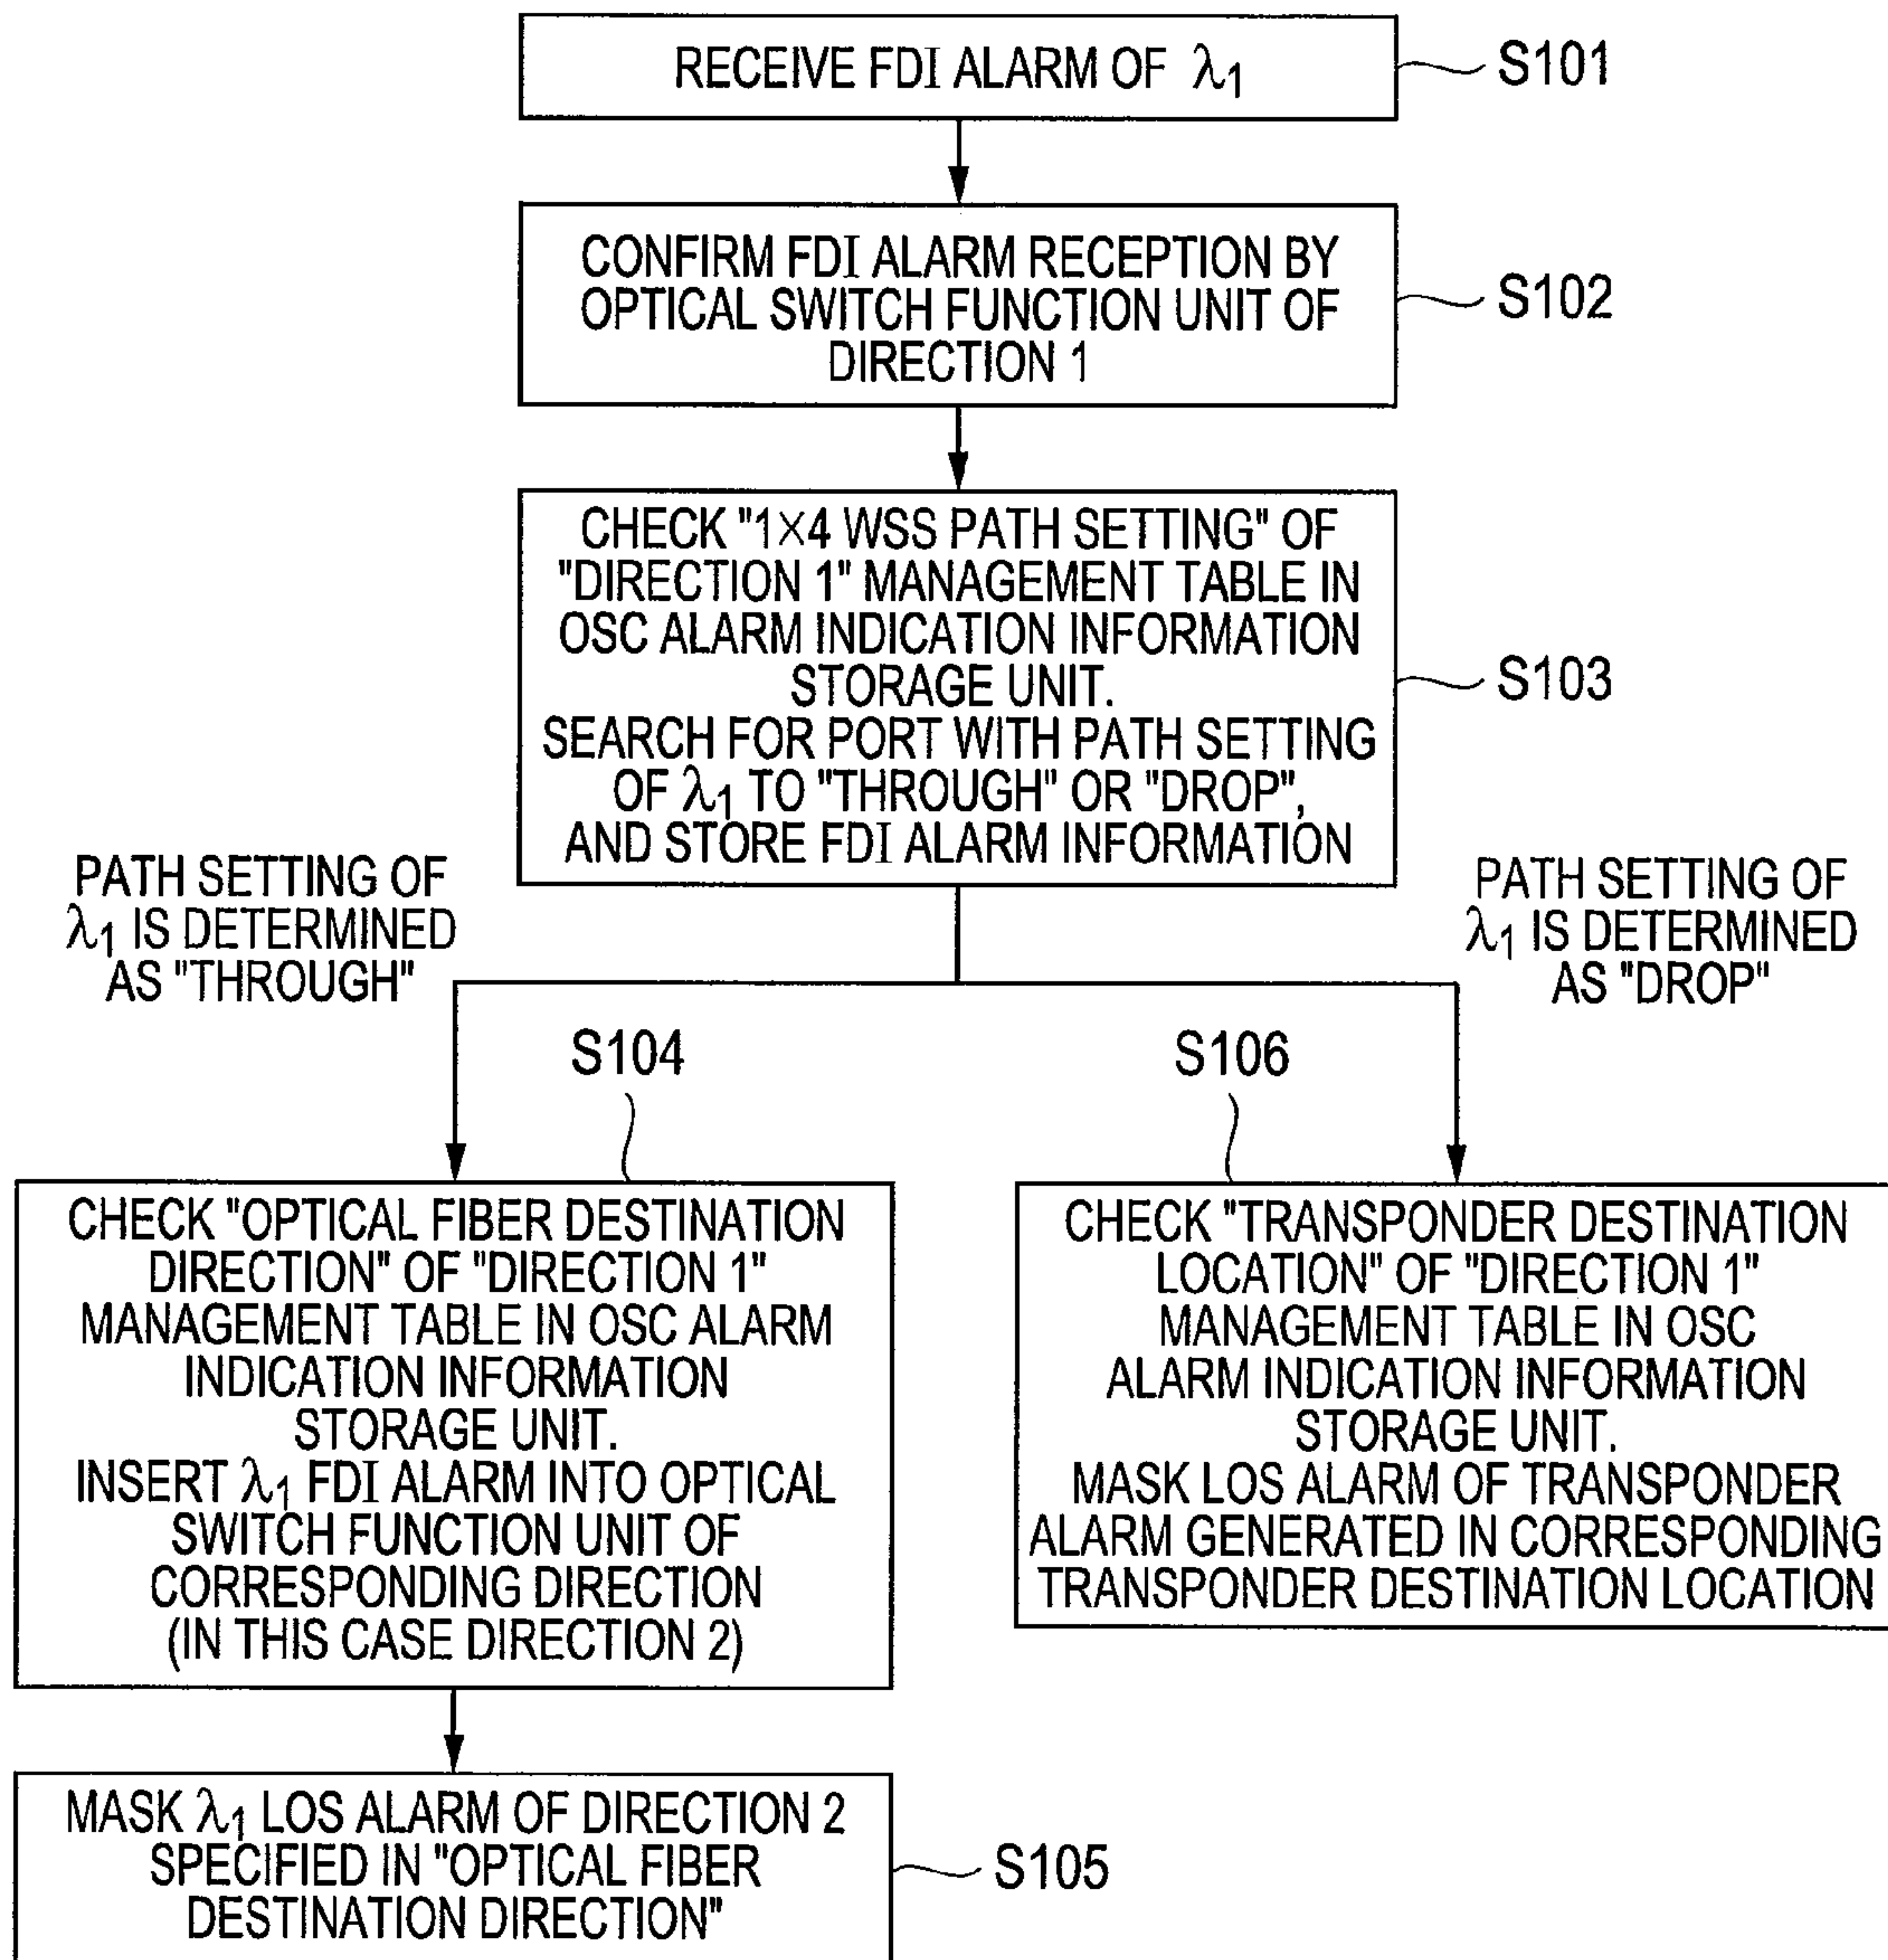 RECEIVE FDI ALARM OF λ1
S101
CONFIRM FDI ALARM RECEPTION BY
OPTICAL SWITCH FUNCTION UNIT OF
DIRECTION 1
S102
CHECK "1×4 WSS PATH SETTING" OF
"DIRECTION 1" MANAGEMENT TABLE IN
OSC ALARM INDICATION INFORMATION
STORAGE UNIT.
SEARCH FOR PORT WITH PATH SETTING
OF λ1 TO "THROUGH" OR "DROP",
AND STORE FDI ALARM INFORMATION
S103
PATH SETTING OF
λ1 IS DETERMINED
AS "THROUGH"
PATH SETTING OF
λ1 IS DETERMINED
AS "DROP"
S104
CHECK "OPTICAL FIBER DESTINATION
DIRECTION" OF "DIRECTION 1"
MANAGEMENT TABLE IN OSC ALARM
INDICATION INFORMATION
STORAGE UNIT.
INSERT λ1 FDI ALARM INTO OPTICAL
SWITCH FUNCTION UNIT OF
CORRESPONDING DIRECTION
(IN THIS CASE DIRECTION 2)
S106
CHECK "TRANSPONDER DESTINATION
LOCATION" OF "DIRECTION 1"
MANAGEMENT TABLE IN OSC
ALARM INDICATION INFORMATION
STORAGE UNIT.
MASK LOS ALARM OF TRANSPONDER
ALARM GENERATED IN CORRESPONDING
TRANSPONDER DESTINATION LOCATION
MASK λ1 LOS ALARM OF DIRECTION 2
SPECIFIED IN "OPTICAL FIBER
DESTINATION DIRECTION"
S105